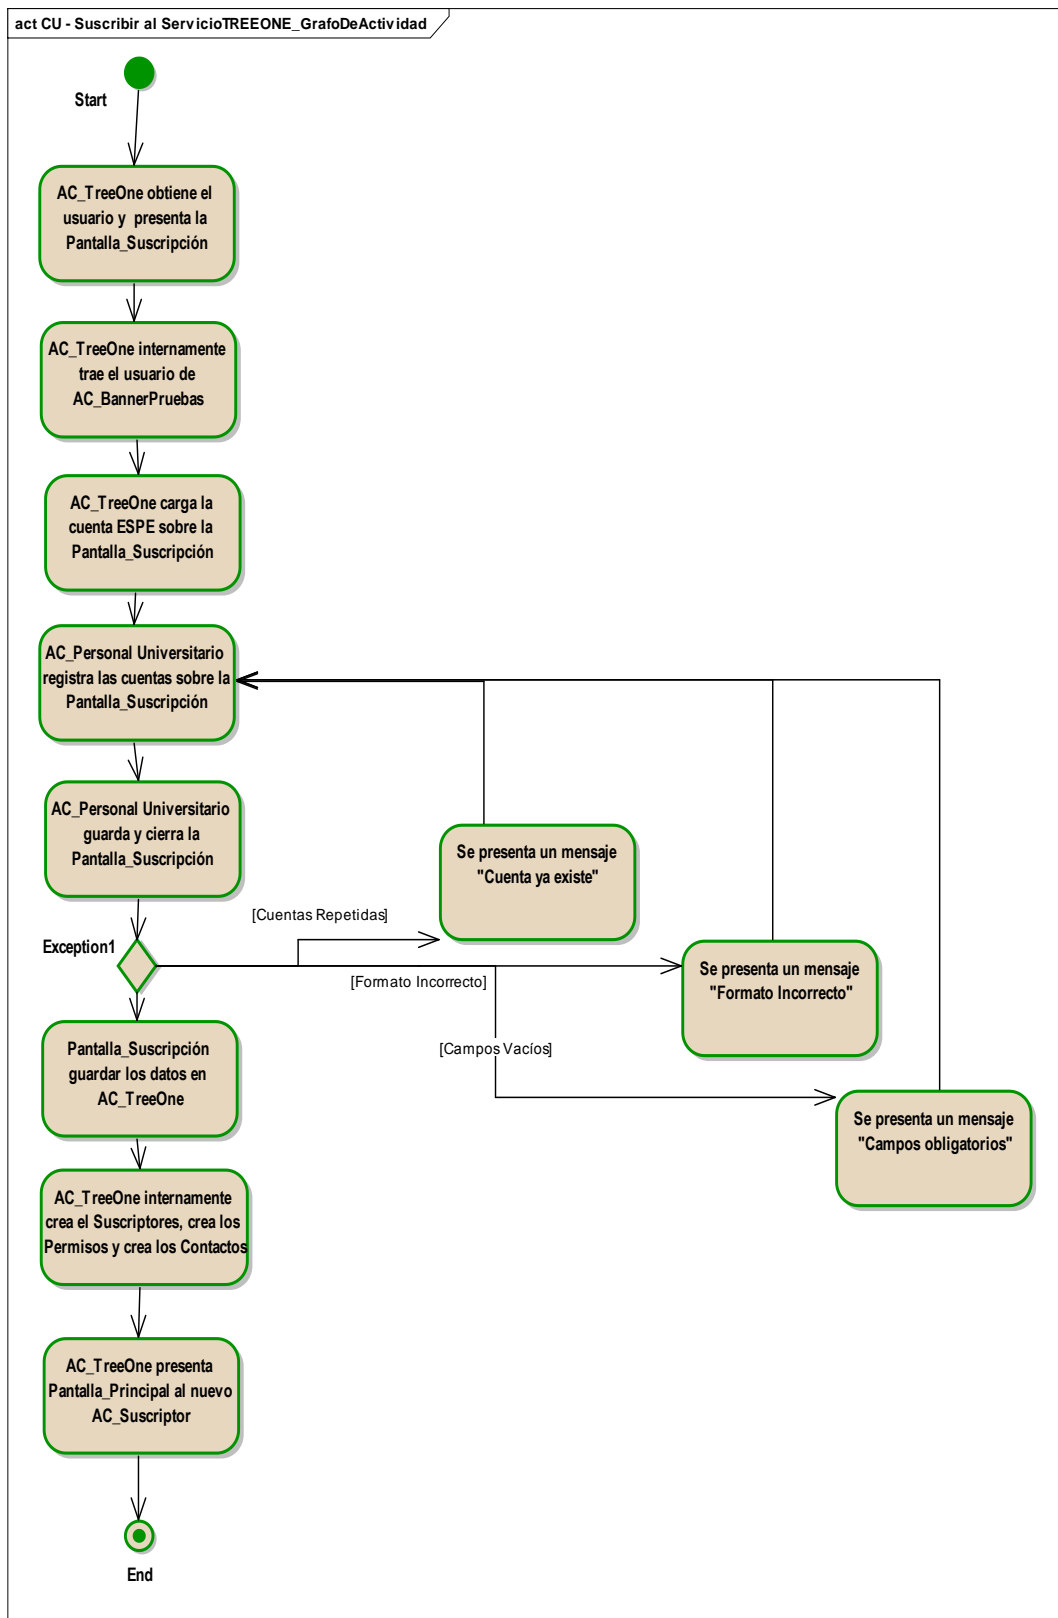 act CU - Suscribir al ServicioTREEONE_GrafoDeActividad
Start
AC_TreeOne obtiene el
usuario y presenta la
Pantalla_Suscripción
AC_TreeOne internamente
trae el usuario de
AC_BannerPruebas
AC_TreeOne carga la
cuenta ESPE sobre la
Pantalla_Suscripción
AC_Personal Universitario
registra las cuentas sobre la
Pantalla_Suscripción
AC_Personal Universitario
guarda y cierra la
Pantalla_Suscripción
Se presenta un mensaje
"Cuenta ya existe"
[Cuentas Repetidas]
Exception1
[Formato Incorrecto]
Se presenta un mensaje
"Formato Incorrecto"
[Campos Vacíos]
Pantalla_Suscripción
guardar los datos en
AC_TreeOne
Se presenta un mensaje
"Campos obligatorios"
AC_TreeOne internamente
crea el Suscriptores, crea los
Permisos y crea los Contactos
AC_TreeOne presenta
Pantalla_Principal al nuevo
AC_Suscriptor
End